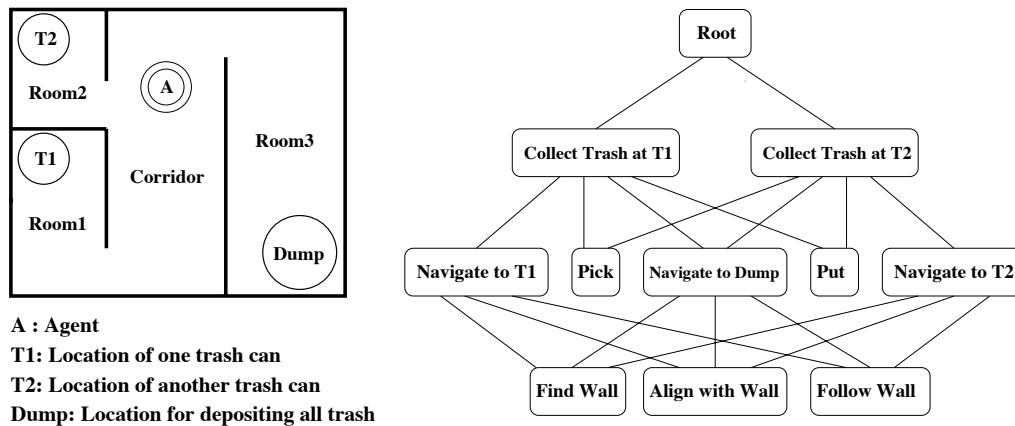 T2
Room2
A
T1
Room1
Corridor
Room3
Dump
A : Agent
T1: Location of one trash can
T2: Location of another trash can
Dump: Location for depositing all trash
Root
Collect Trash at T1
Collect Trash at T2
Navigate to T1
Pick
Navigate to Dump
Put
Navigate to T2
Find Wall
Align with Wall
Follow Wall